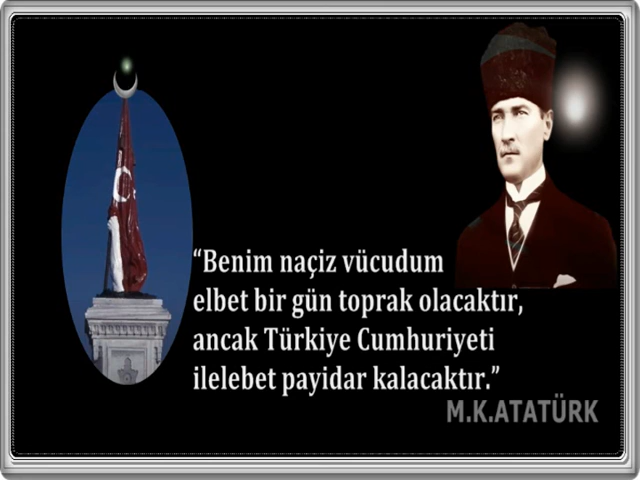 “Benim naçiz vücudum
elbet bir gün toprak olacaktır,
ancak Türkiye Cumhuriyeti
ilelebet payidar kalacaktır.”
M.K.ATATÜRK